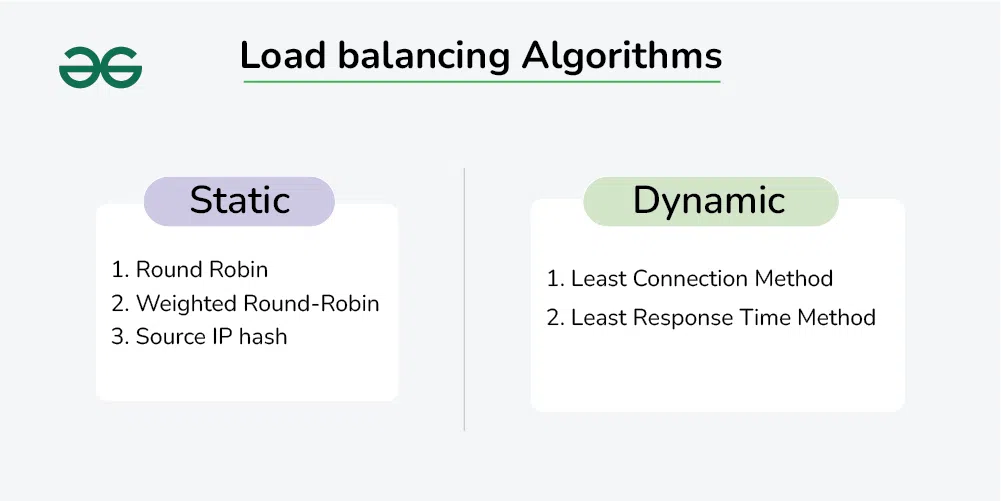 Load balancing Algorithms
Static
1. Round Robin
2. Weighted Round-Robin
3. Source IP hash
Dynamic
1. Least Connection Method
2. Least Response Time Method